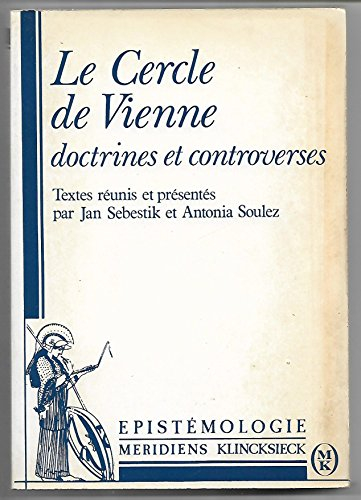 Le Cercle
de Vienne
doctrines et controverses
Textes réunis et présentés
par Jan Sebestik et Antonia Soulez
EPISTÉMOLOGIE
MERIDIENS KLINCKSIECK
M
K